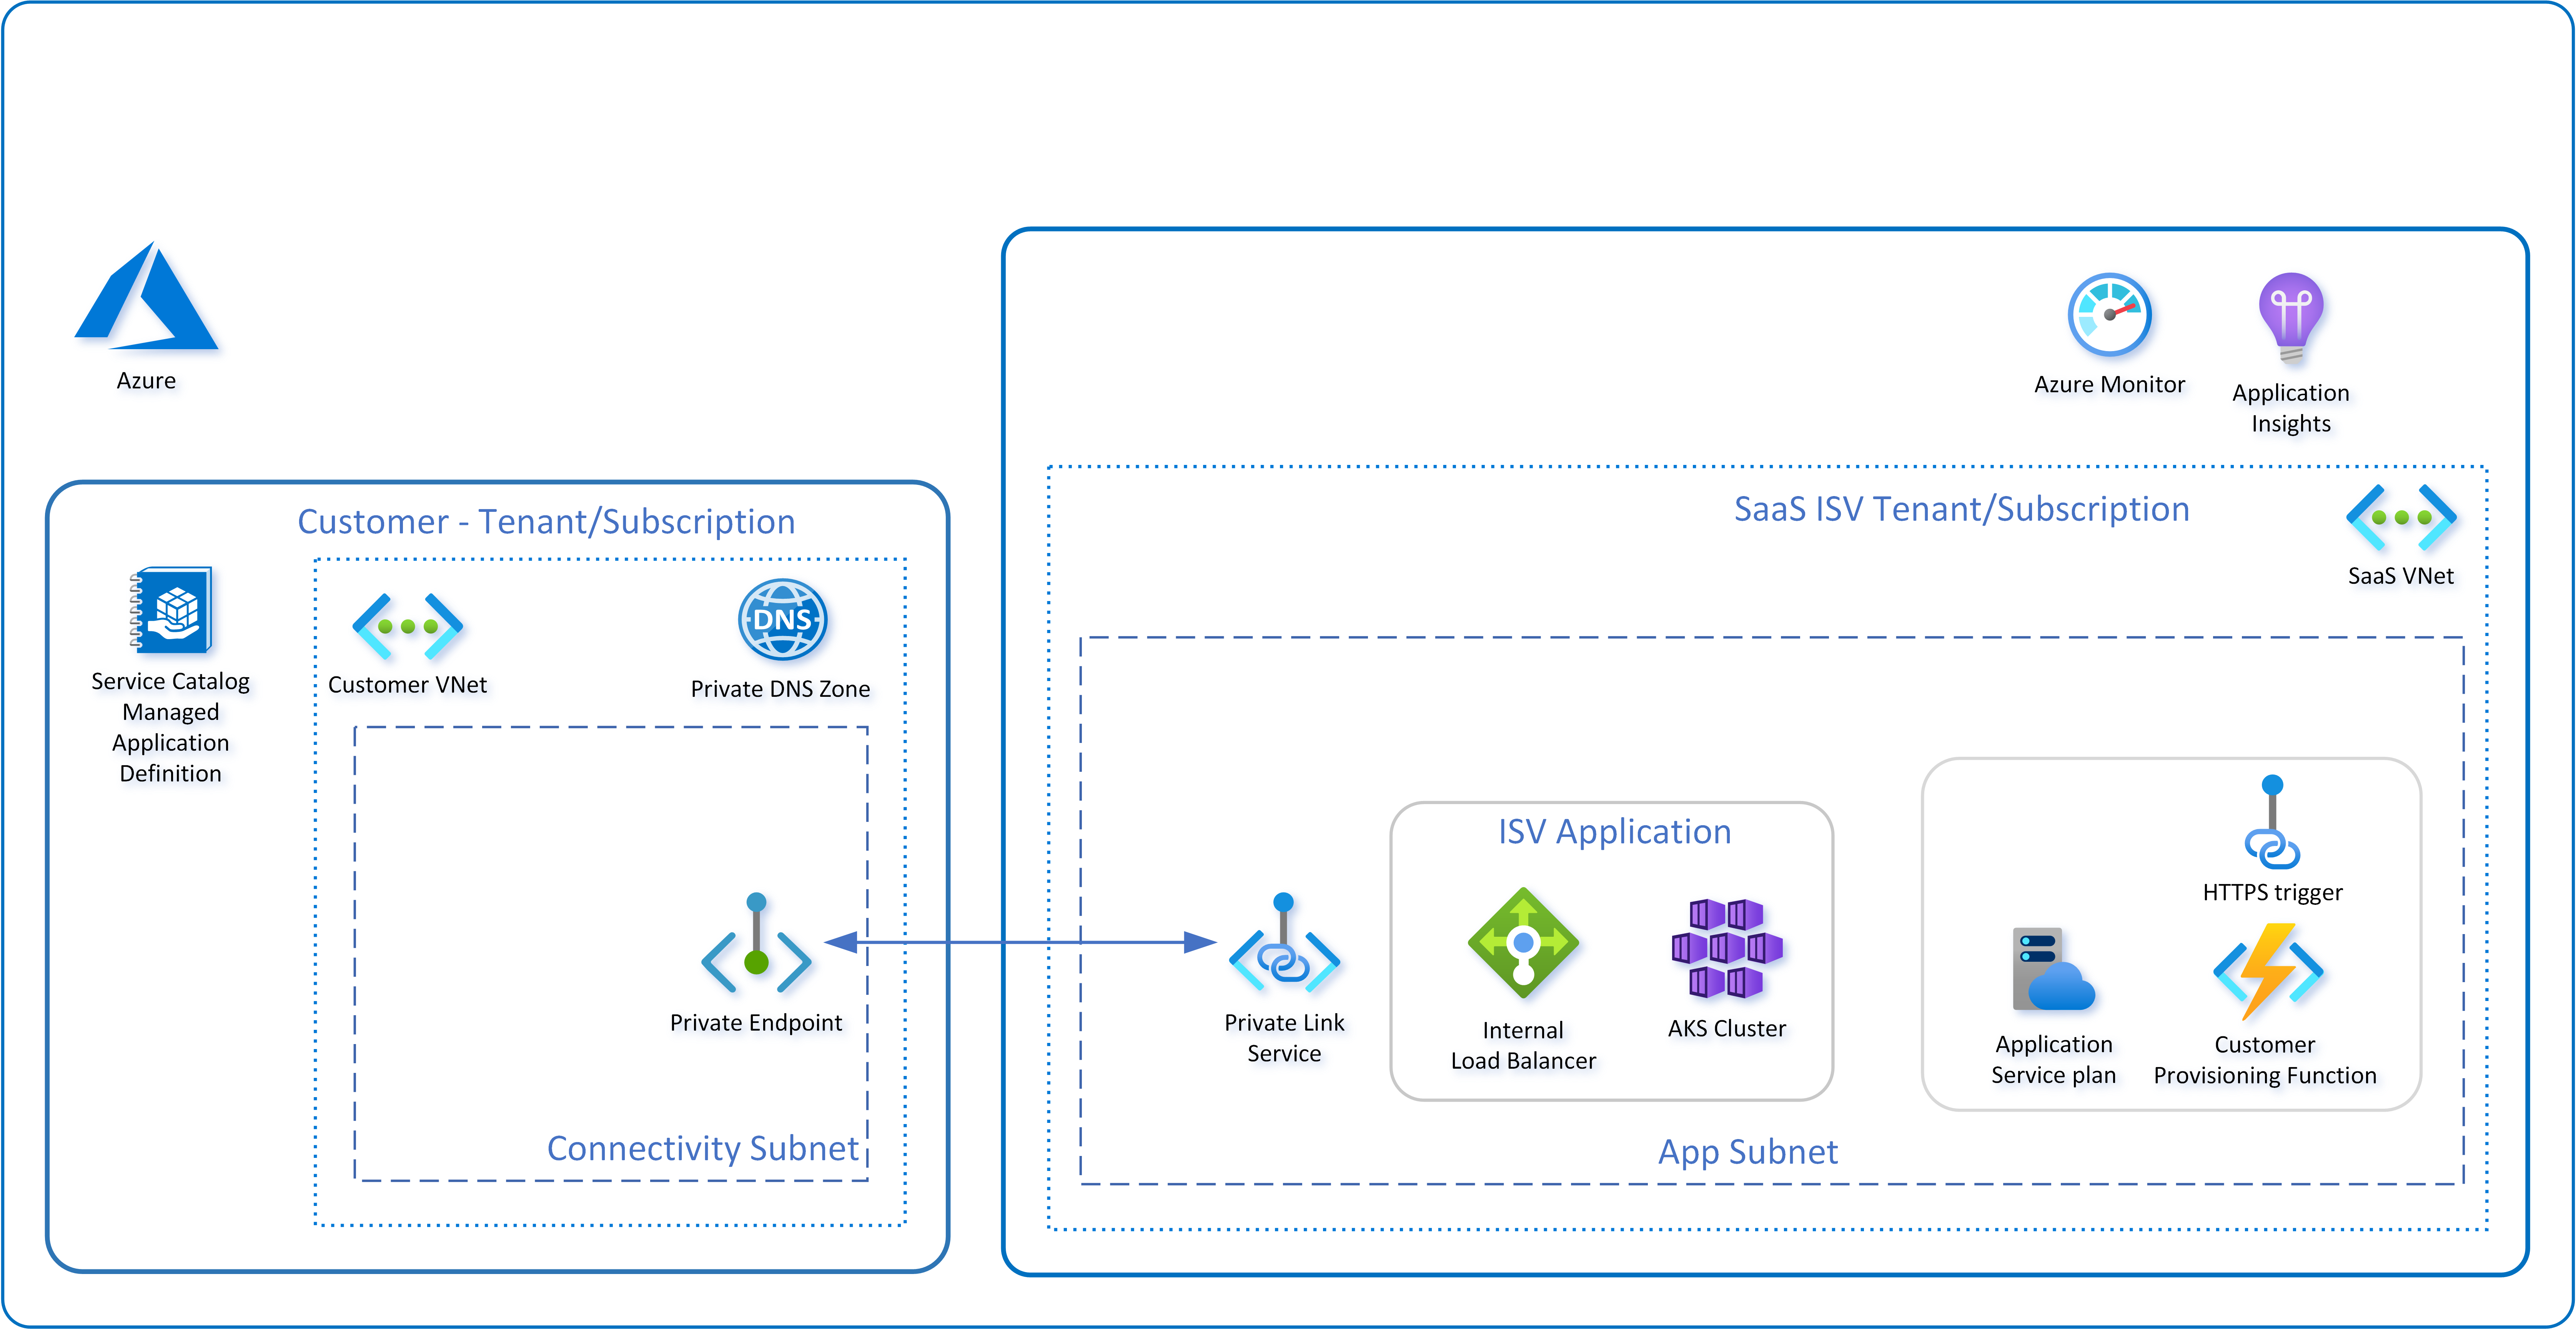 Azure
Azure Monitor
Application
Insights
Customer - Tenant/Subscription
Service Catalog
Managed
Application
Definition
Customer VNet
DNS
Private DNS Zone
Private Endpoint
Connectivity Subnet
SaaS ISV Tenant/Subscription
SaaS VNet
Private Link
Service
ISV Application
Internal
Load Balancer
AKS Cluster
HTTPS trigger
Application
Service plan
Customer
Provisioning Function
App Subnet